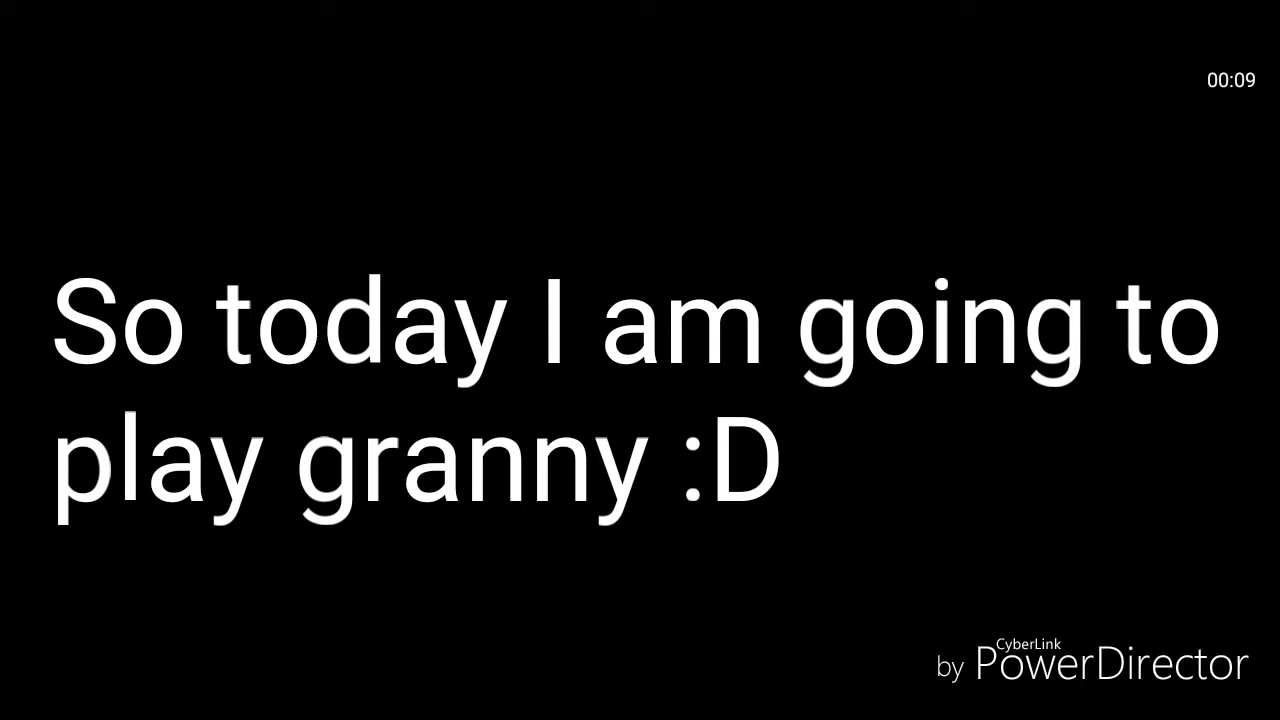 00:09
So today I am going to
play granny :D
CyberLink
by PowerDirector